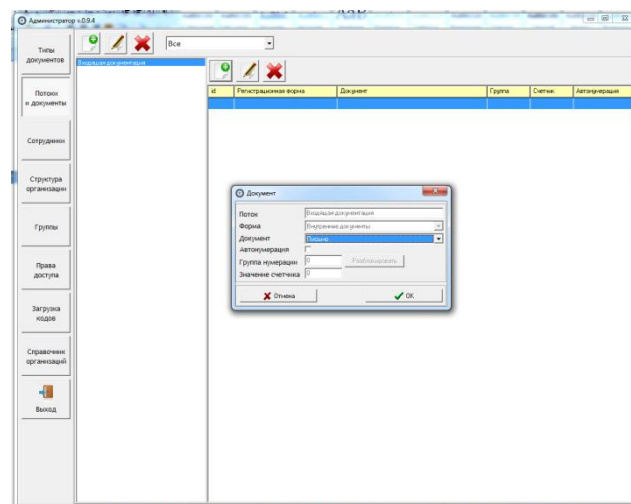 Администратор v.0.9.4
Типы
документов
Потоки
и документы
Сотрудники
Структура
организации
Группы
Права
доступа
Загрузка
кодов
Справочник
организаций
Выход
Все
Входящая документация
id Регистрационная форма Документ Группа Счетчик Автонумерация
Документ
Поток Входящая документация
Форма Внутренние документы
Документ Письмо
Автонумерация
Группа нумерации 0 Разблокировать
Значение счетчика 0
Отмена OK